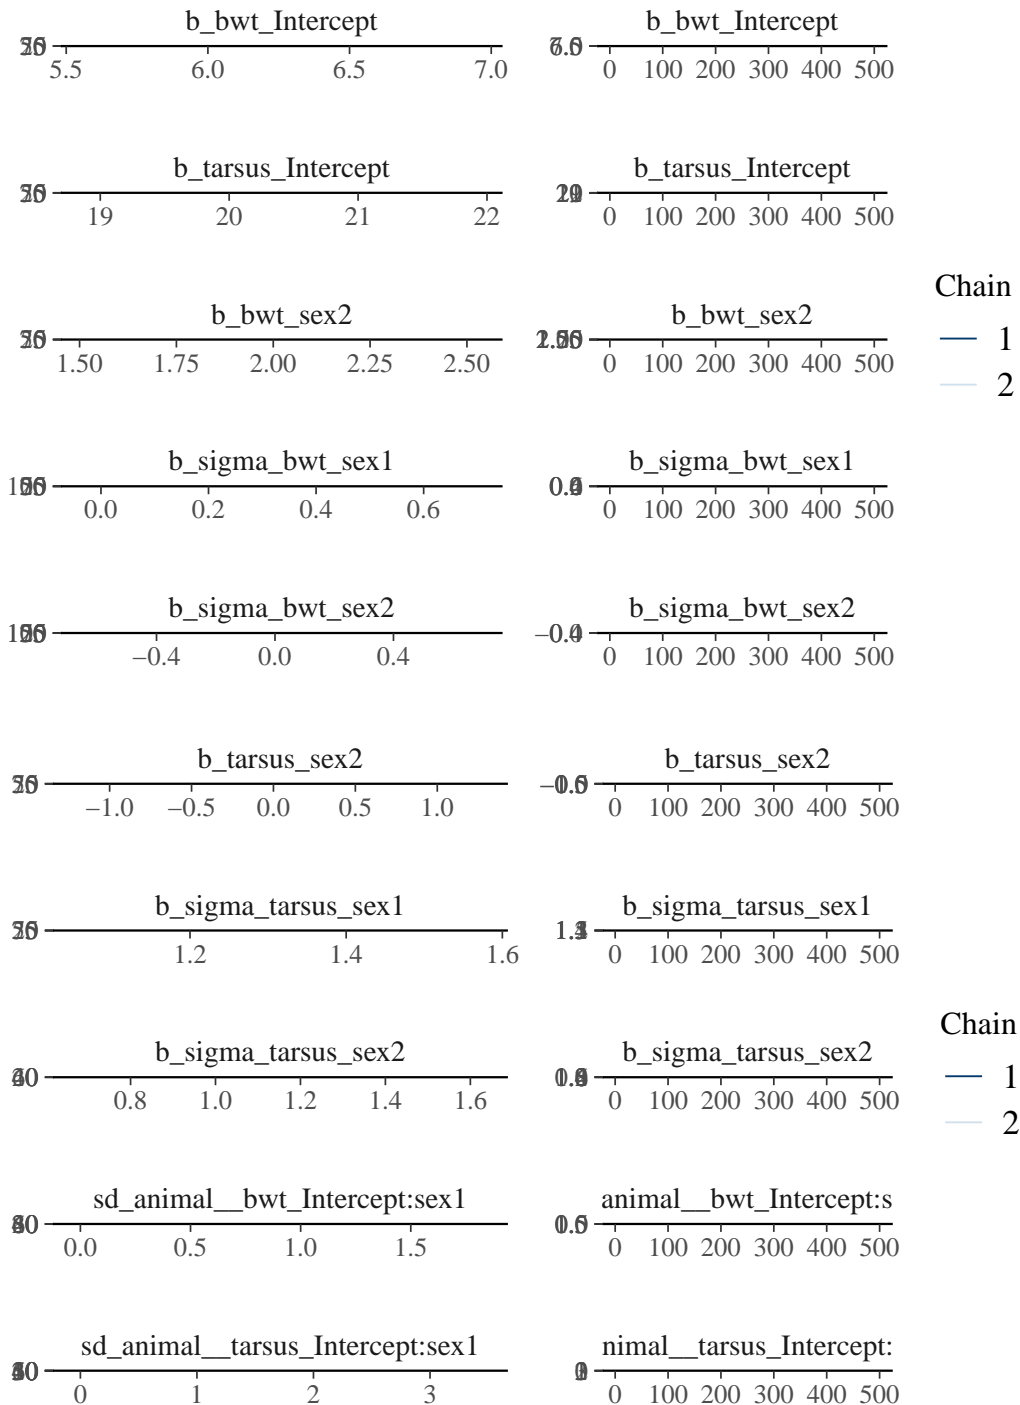 b_bwt_Intercept b_bwt_Intercept
5.5 6.0 6.5 7.0 0 100 200 300 400 500
b_tarsus_Intercept b_tarsus_Intercept
19 20 21 22 0 100 200 300 400 500
Chain
b_bwt_sex2 b_bwt_sex2
1
1.50 1.75 2.00 2.25 2.50 0 100 200 300 400 500
2
b_sigma_bwt_sex1 b_sigma_bwt_sex1
0.0 0.2 0.4 0.6 0 100 200 300 400 500
b_sigma_bwt_sex2 b_sigma_bwt_sex2
−0.4 0.0 0.4 0 100 200 300 400 500
b_tarsus_sex2 b_tarsus_sex2
−1.0 −0.5 0.0 0.5 1.0 0 100 200 300 400 500
b_sigma_tarsus_sex1 b_sigma_tarsus_sex1
1.2 1.4 1.6 0 100 200 300 400 500
Chain
b_sigma_tarsus_sex2 b_sigma_tarsus_sex2
1
0.8 1.0 1.2 1.4 1.6 0 100 200 300 400 500
2
sd_animal__bwt_Intercept:sex1 animal__bwt_Intercept:s
0.0 0.5 1.0 1.5 0 100 200 300 400 500
sd_animal__tarsus_Intercept:sex1 nimal__tarsus_Intercept:
0 1 2 3 0 100 200 300 400 500